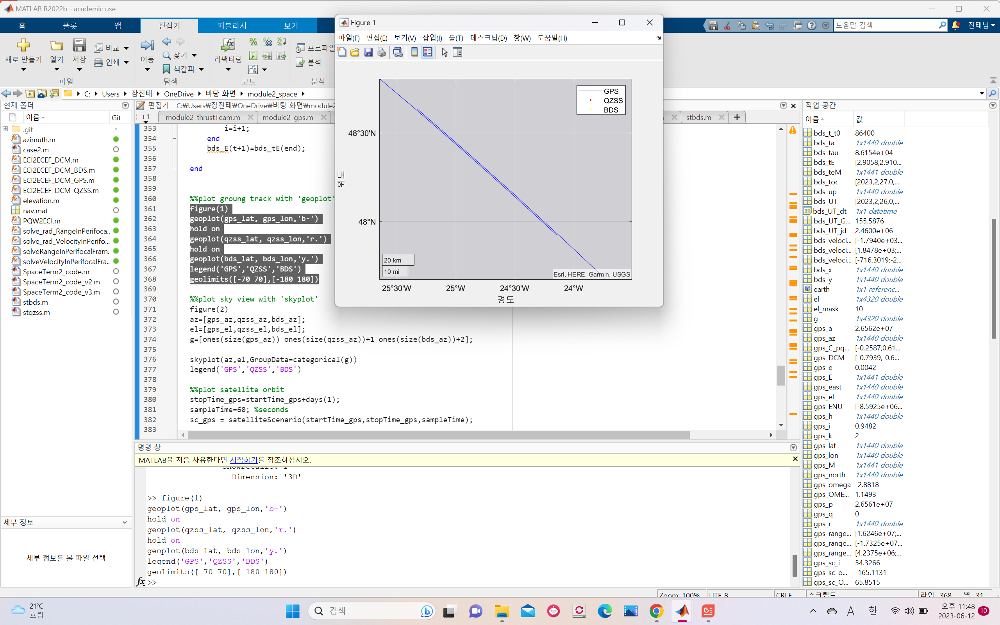 MATLAB R2022b - academic use
홈
플롯
앱
편집기
퍼블리시
보기
도움말 검색
진태님
새로 만들기
열기
저장
비교
인쇄
파일
이동
찾기
책갈피
탐색
리팩터링
코드
프로파일
분석
분석
C:
Users
장진태
OneDrive
바탕 화면
module2_space
현재 폴더
이름
Git
.git
azimuth.m
case2.m
ECI2ECEF_DCM.m
ECI2ECEF_DCM_BDS.m
ECI2ECEF_DCM_GPS.m
ECI2ECEF_DCM_QZSS.m
elevation.m
nav.mat
PQW2ECI.m
solve_rad_RangeInPerifoca...
solve_rad_VelocityInPerifo...
solveRangeInPerifocalFram...
solveVelocityInPerifocalFra...
SpaceTerm2_code.m
SpaceTerm2_code_v2.m
SpaceTerm2_code_v3.m
stbds.m
stqzss.m
세부 정보
세부 정보를 볼 파일 선택
편집기 - C:₩Users₩장진태₩OneDrive₩바탕 화면₩module2
+1
module2_thrustTeam.m
module2_gps.m
stbds.m
353 i=i+1;
354 end
355 bds_E(t+1)=bds_tE(end);
356
357 end
358
359
360 %%plot groung track with 'geoplot'
361 figure(1)
362 geoplot(gps_lat, gps_lon,'b-')
363 hold on
364 geoplot(qzss_lat, qzss_lon,'r.')
365 hold on
366 geoplot(bds_lat, bds_lon,'y.')
367 legend('GPS','QZSS','BDS')
368 geolimits([-70 70],[-180 180])
369
370 %%plot sky view with 'skyplot'
371 figure(2)
372 az=[gps_az,qzss_az,bds_az];
373 el=[gps_el,qzss_el,bds_el];
374 g=[ones(size(gps_az)) ones(size(qzss_az))+1 ones(size(bds_az))+2];
375
376 skyplot(az,el,GroupData=categorical(g))
377 legend('GPS','QZSS','BDS')
378
379 %%plot satellite orbit
380 stopTime_gps=startTime_gps+days(1);
381 sampleTime=60; %seconds
382 sc_gps = satelliteScenario(startTime_gps,stopTime_gps,sampleTime);
383
Figure 1
파일(F) 편집(E) 보기(V) 삽입(I) 툴(T) 데스크탑(D) 창(W) 도움말(H)
GPS
QZSS
BDS
48°30'N
48°N
위도
20 km
10 mi
Esri, HERE, Garmin, USGS
25°30'W
25°W
24°30'W
24°W
경도
명령 창
MATLAB을 처음 사용한다면 시작하기를 참조하십시오.
ShowDetails: 1
Dimension: '3D'
>> figure(1)
geoplot(gps_lat, gps_lon,'b-')
hold on
geoplot(qzss_lat, qzss_lon,'r.')
hold on
geoplot(bds_lat, bds_lon,'y.')
legend('GPS','QZSS','BDS')
geolimits([-70 70],[-180 180])
fx >>
작업 공간
이름 값
bds_t_t0 86400
bds_ta 1x1440 double
bds_tau 8.6154e+04
bds_tE [2.9058,2.910...
bds_teM 1x1441 double
bds_toc [2023,2,27,0,...
bds_up 1x1440 double
bds_UT [2023,2,26,0,...
bds_UT_dt 1x1 datetime
bds_UT_G... 155.5876
bds_UT_jd 2.4600e+06
bds_veloci... [-1.7940e+03...
bds_veloci... [1.8478e+03;...
bds_veloci... [-716.3019;-2...
bds_x 1x1440 double
bds_y 1x1440 double
earth 1x1 referenc...
el 1x4320 double
el_mask 10
g 1x4320 double
gps_a 2.6562e+07
gps_az 1x1440 double
gps_C_pq... [-0.2587,0.61...
gps_DCM [-0.7939,-0.6...
gps_e 0.0042
gps_E 1x1441 double
gps_east 1x1440 double
gps_el 1x1440 double
gps_ENU [-8.5925e+06...
gps_h 1x1440 double
gps_i 0.9482
gps_k 2
gps_lat 1x1440 double
gps_lon 1x1440 double
gps_M 1x1441 double
gps_north 1x1440 double
gps_omega -2.8818
gps_OME... 1.1493
gps_p 2.6561e+07
gps_q 0
gps_r 1x1440 double
gps_range... [1.6246e+07;...
gps_range... [-1.7325e+07...
gps_range... [4.2375e+06;...
gps_sc_i 54.3266
gps_sc_o... -165.1131
gps_sc_O... 65.8515
Zoom: 100%
UTF-8
CRLF
스크립트
라인 368 열 31
21°C
흐림
검색
A
한
오후 11:48
2023-06-12
10